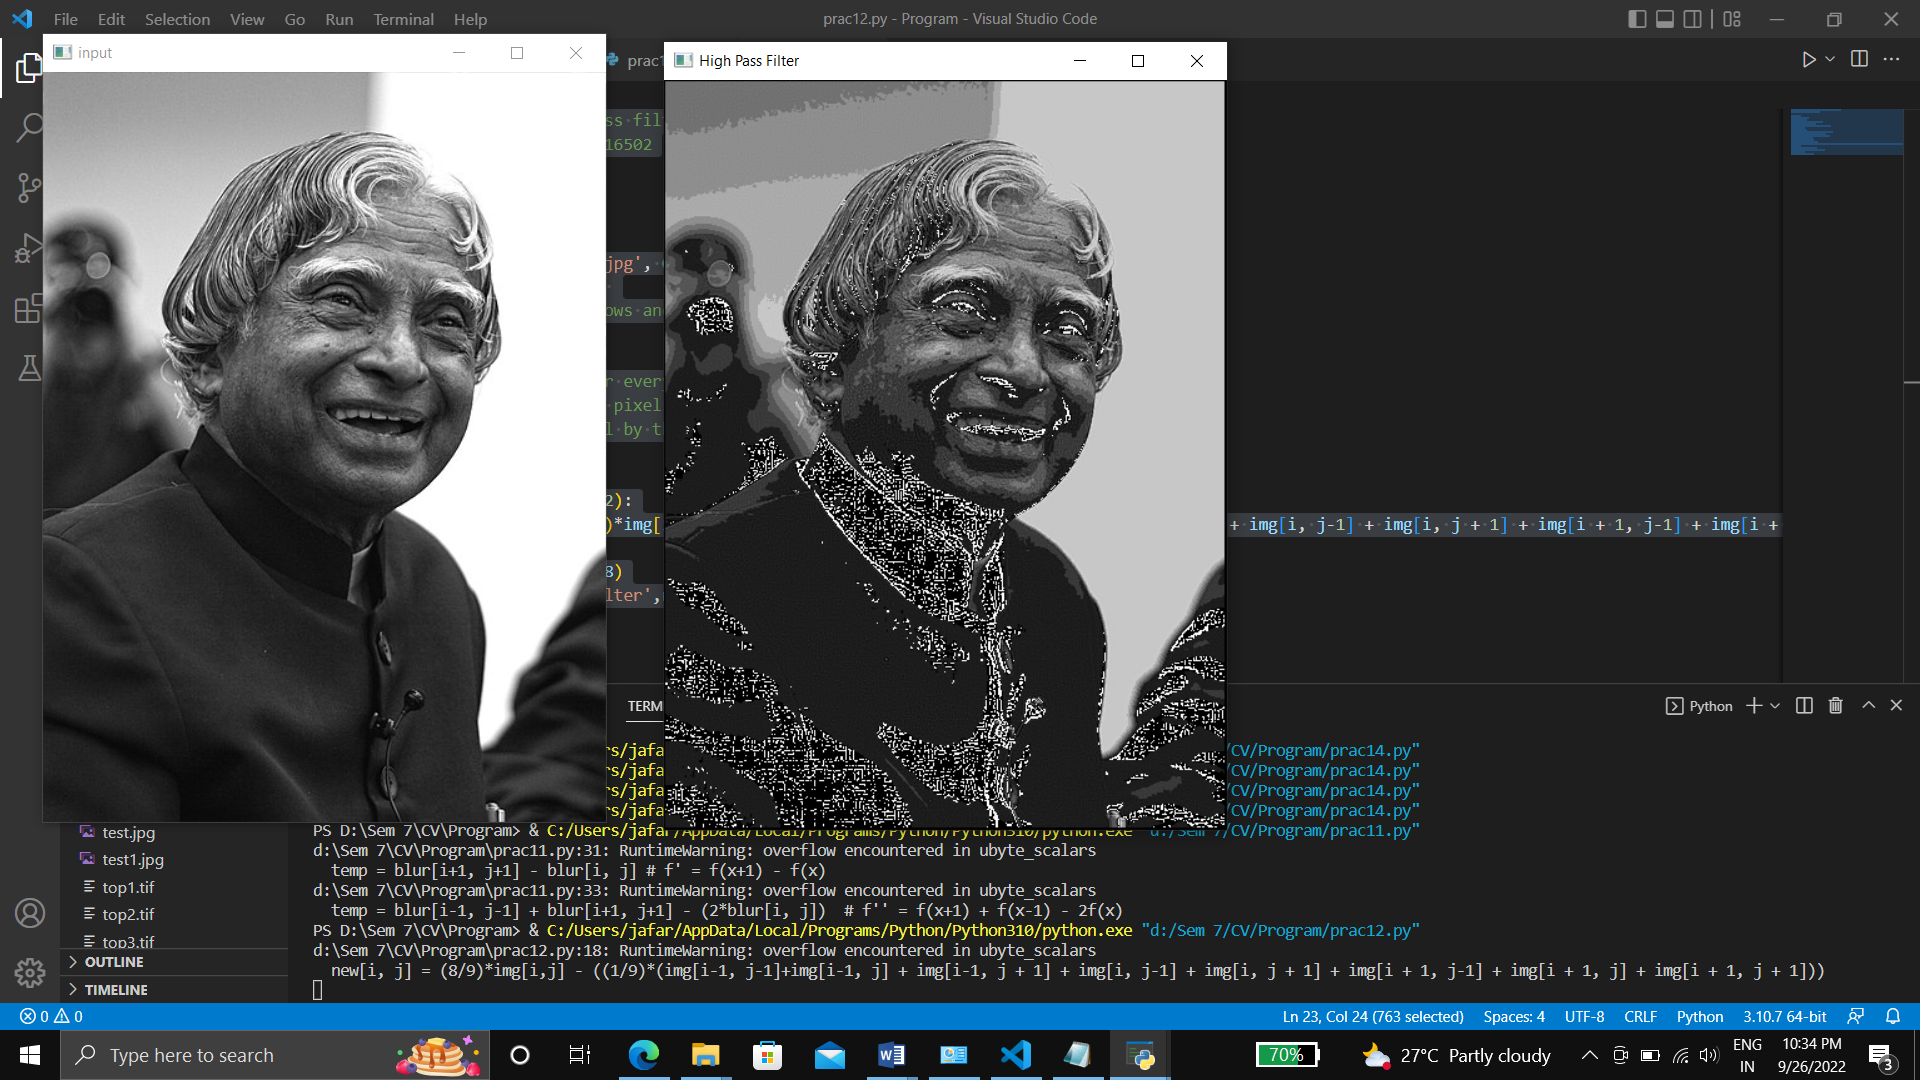 File Edit Selection View Go Run Terminal Help
prac12.py - Program - Visual Studio Code
input
High Pass Filter
ss fil
16502
jpg',
ows an
r ever
pixel
l by t
2):
)*img[
+ img[i, j-1] + img[i, j + 1] + img[i + 1, j-1] + img[i +
8)
lter',
TERM
Python
rs/jafar
/CV/Program/prac14.py"
rs/jafar
/CV/Program/prac14.py"
rs/jafar
/CV/Program/prac14.py"
rs/jafar
/CV/Program/prac14.py"
PS D:\Sem 7\CV\Program> & C:/Users/jafar/AppData/Local/Programs/Python/Python310/python.exe "d:/Sem 7/CV/Program/prac11.py"
d:\Sem 7\CV\Program\prac11.py:31: RuntimeWarning: overflow encountered in ubyte_scalars
temp = blur[i+1, j+1] - blur[i, j] # f' = f(x+1) - f(x)
d:\Sem 7\CV\Program\prac11.py:33: RuntimeWarning: overflow encountered in ubyte_scalars
temp = blur[i-1, j-1] + blur[i+1, j+1] - (2*blur[i, j]) # f'' = f(x+1) + f(x-1) - 2f(x)
PS D:\Sem 7\CV\Program> & C:/Users/jafar/AppData/Local/Programs/Python/Python310/python.exe "d:/Sem 7/CV/Program/prac12.py"
d:\Sem 7\CV\Program\prac12.py:18: RuntimeWarning: overflow encountered in ubyte_scalars
new[i, j] = (8/9)*img[i,j] - ((1/9)*(img[i-1, j-1]+img[i-1, j] + img[i-1, j + 1] + img[i, j-1] + img[i, j + 1] + img[i + 1, j-1] + img[i + 1, j] + img[i + 1, j + 1]))
test.jpg
test1.jpg
top1.tif
top2.tif
top3.tif
OUTLINE
TIMELINE
0 0
Ln 23, Col 24 (763 selected) Spaces: 4 UTF-8 CRLF Python 3.10.7 64-bit
Type here to search
70%
27°C Partly cloudy
ENG
IN
10:34 PM
9/26/2022
3